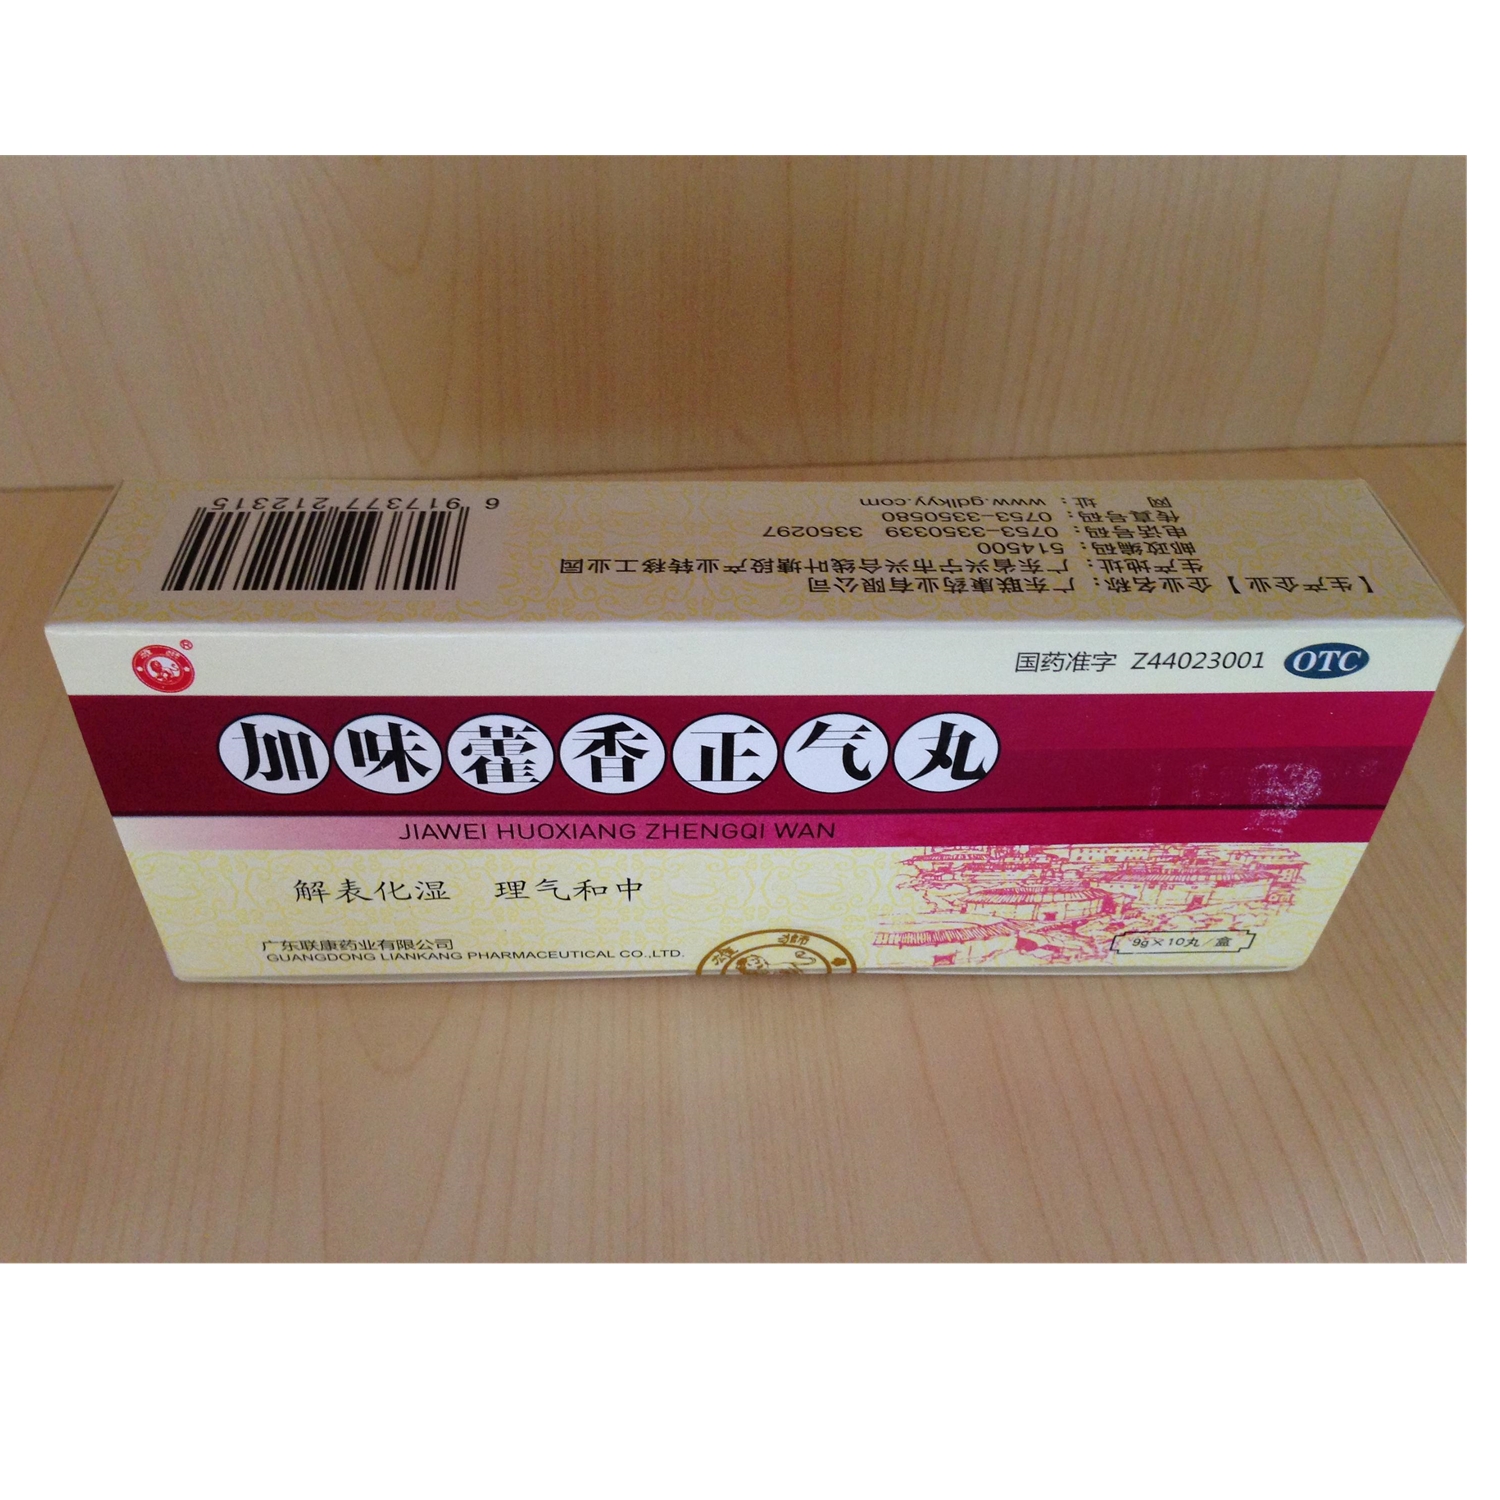 【生产企业】企业名称：广东联康药业有限公司
生产地址：广东省兴宁市兴合线叶塘段产业转移工业园
邮政编码：514500
电话号码：0753-3350339 3350297
传真号码：0753-3350580
网 址：www.gdlkyy.com
6 917377 212315
国药准字 Z44023001 OTC
加味藿香正气丸
JIAWEI HUOXIANG ZHENGQI WAN
解表化湿 理气和中
广东联康药业有限公司
GUANGDONG LIANKANG PHARMACEUTICAL CO.,LTD.
雄狮
9g×10丸/盒